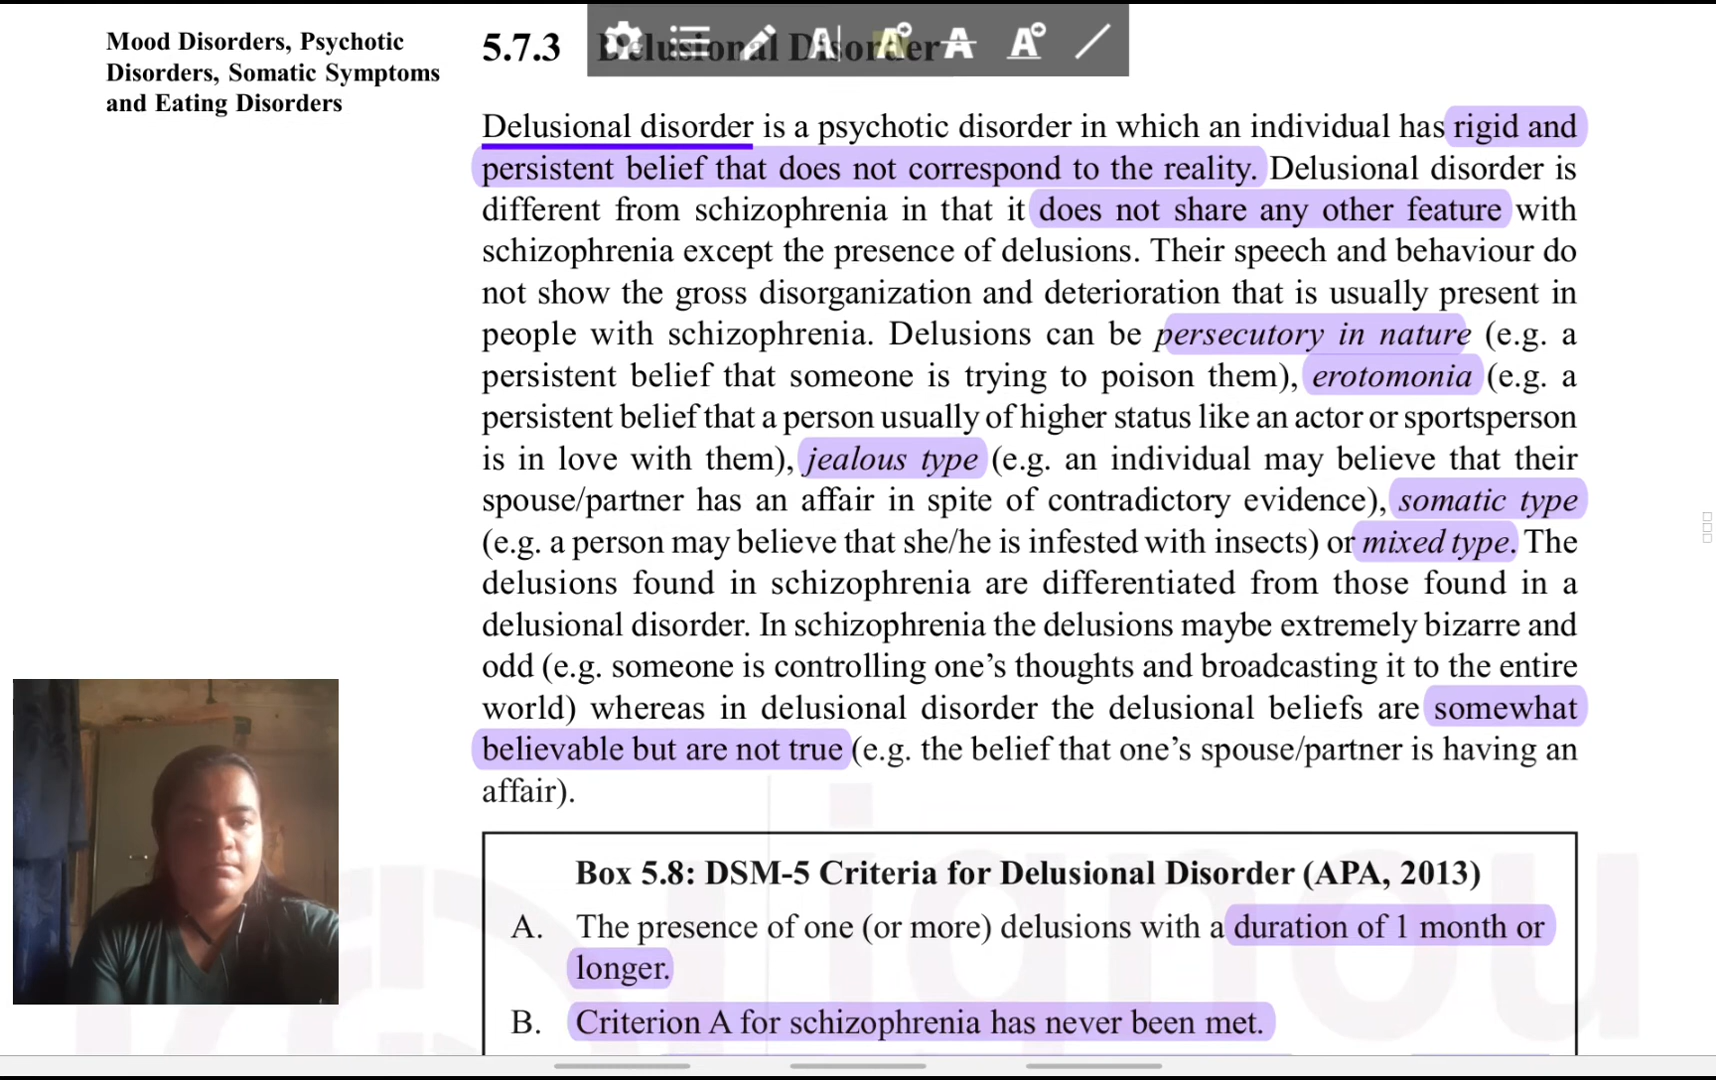 Mood Disorders, Psychotic
Disorders, Somatic Symptoms
and Eating Disorders
5.7.3 Delusional Disorder
Delusional disorder is a psychotic disorder in which an individual has rigid and
persistent belief that does not correspond to the reality. Delusional disorder is
different from schizophrenia in that it does not share any other feature with
schizophrenia except the presence of delusions. Their speech and behaviour do
not show the gross disorganization and deterioration that is usually present in
people with schizophrenia. Delusions can be persecutory in nature (e.g. a
persistent belief that someone is trying to poison them), erotomonia (e.g. a
persistent belief that a person usually of higher status like an actor or sportsperson
is in love with them), jealous type (e.g. an individual may believe that their
spouse/partner has an affair in spite of contradictory evidence), somatic type
(e.g. a person may believe that she/he is infested with insects) or mixed type. The
delusions found in schizophrenia are differentiated from those found in a
delusional disorder. In schizophrenia the delusions maybe extremely bizarre and
odd (e.g. someone is controlling one’s thoughts and broadcasting it to the entire
world) whereas in delusional disorder the delusional beliefs are somewhat
believable but are not true (e.g. the belief that one’s spouse/partner is having an
affair).
Box 5.8: DSM-5 Criteria for Delusional Disorder (APA, 2013)
A. The presence of one (or more) delusions with a duration of 1 month or
longer.
B. Criterion A for schizophrenia has never been met.
ignou